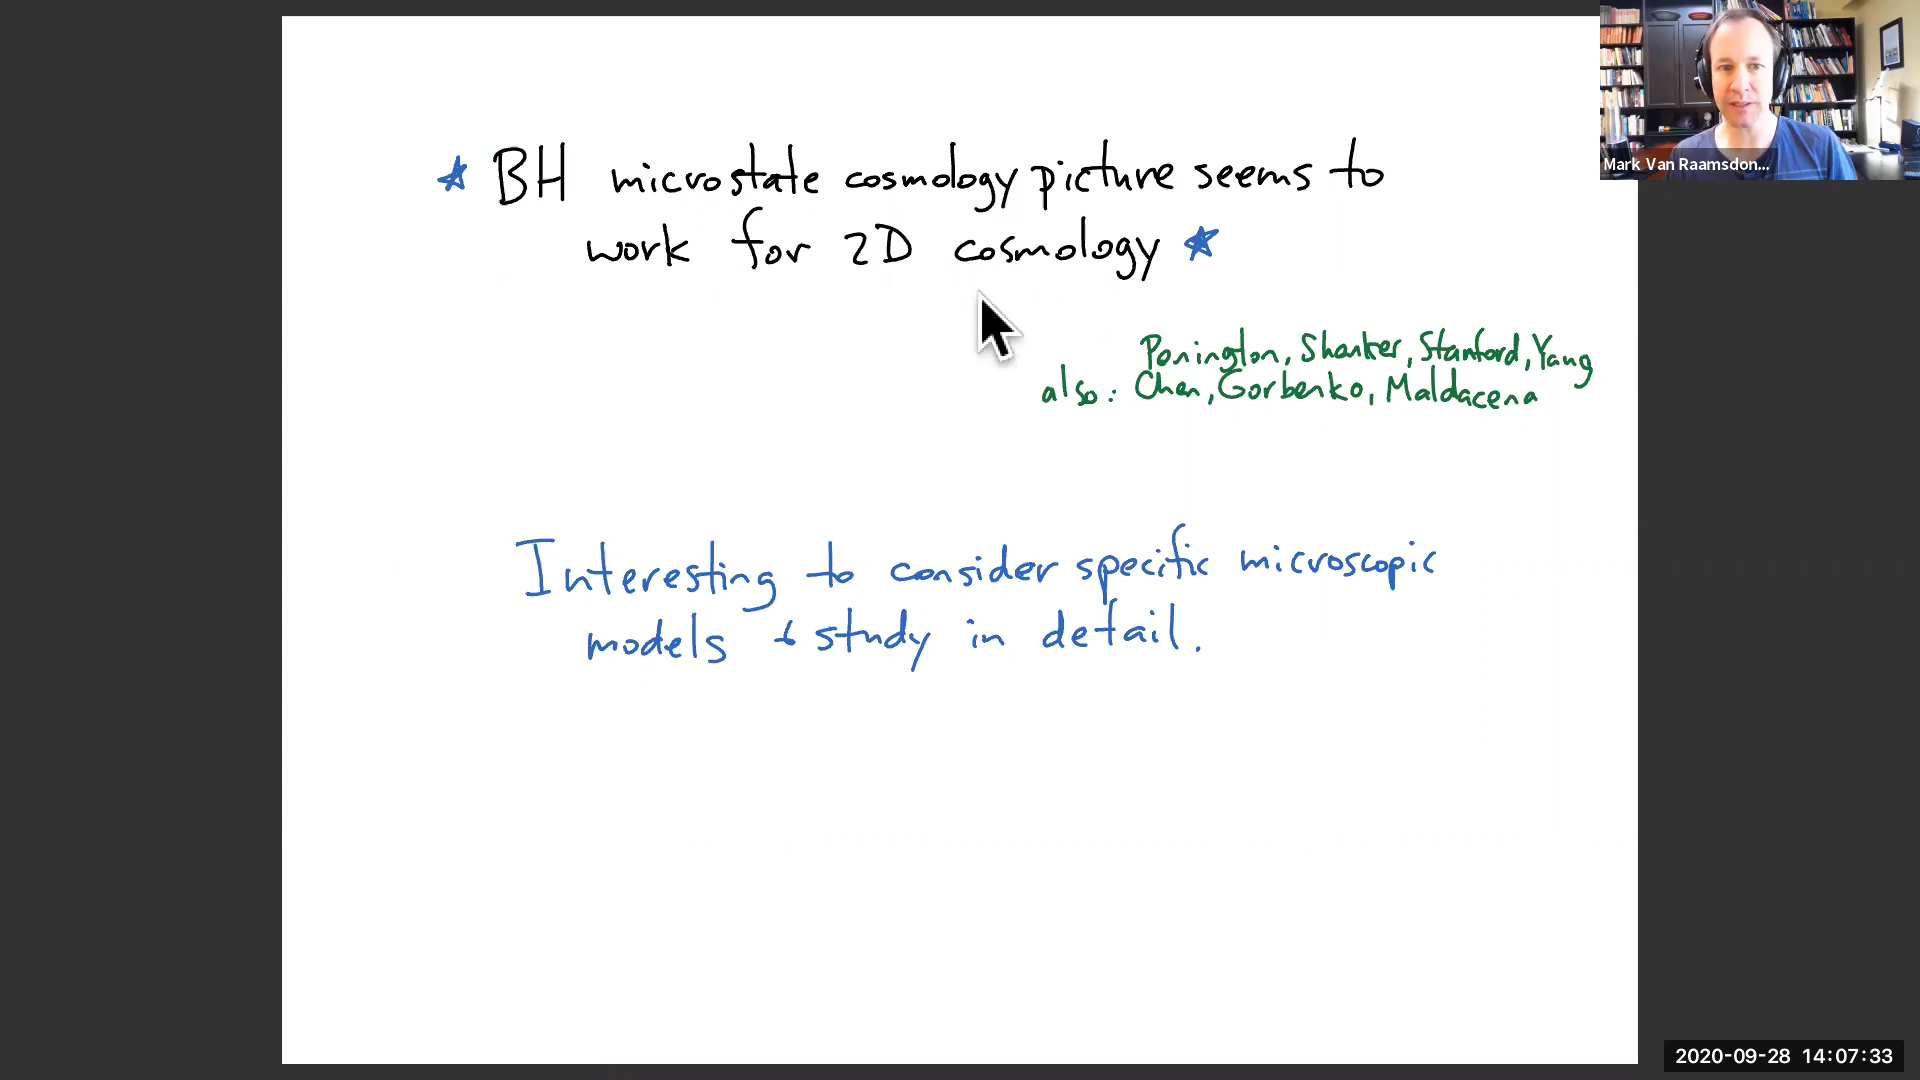 ★ BH microstate cosmology picture seems to
work for 2D cosmology ★
Penington, Shenker, Stanford, Yang
also: Chen, Gorbenko, Maldacena
Interesting to consider specific microscopic
models & study in detail.
Mark Van Raamsdon...
2020-09-28 14:07:33